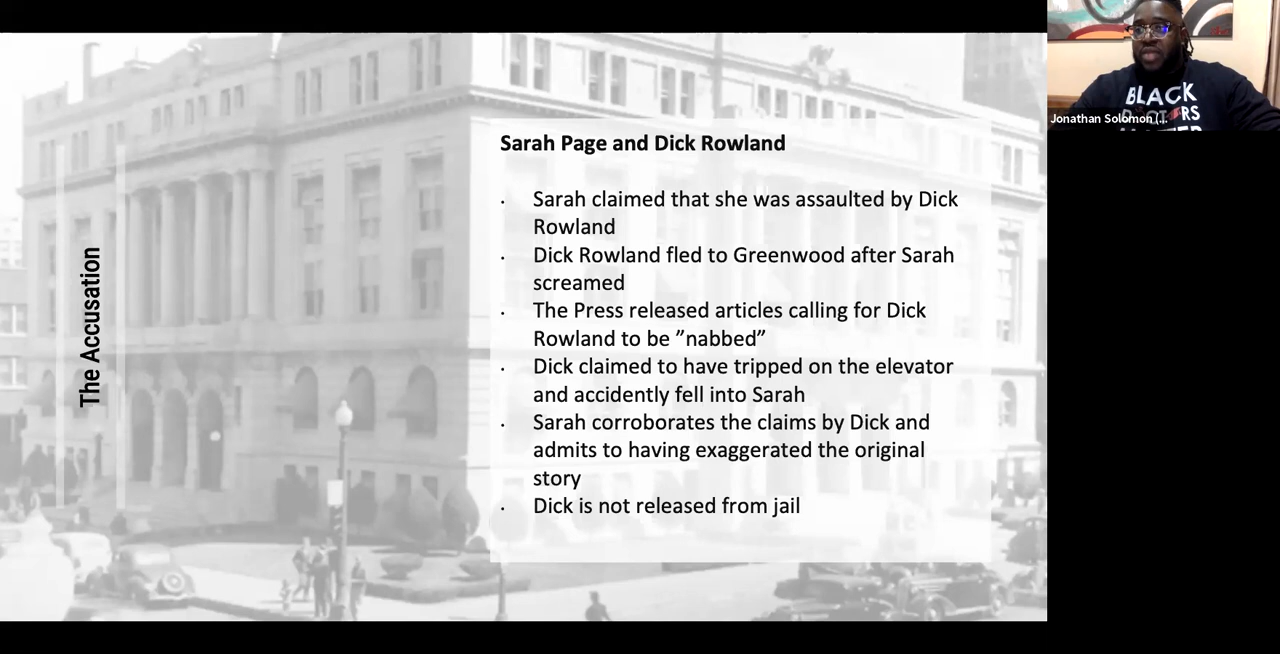 The Accusation
Sarah Page and Dick Rowland
· Sarah claimed that she was assaulted by Dick
Rowland
· Dick Rowland fled to Greenwood after Sarah
screamed
· The Press released articles calling for Dick
Rowland to be ”nabbed”
· Dick claimed to have tripped on the elevator
and accidently fell into Sarah
· Sarah corroborates the claims by Dick and
admits to having exaggerated the original
story
· Dick is not released from jail
BLACK
Jonathan Solomon (...